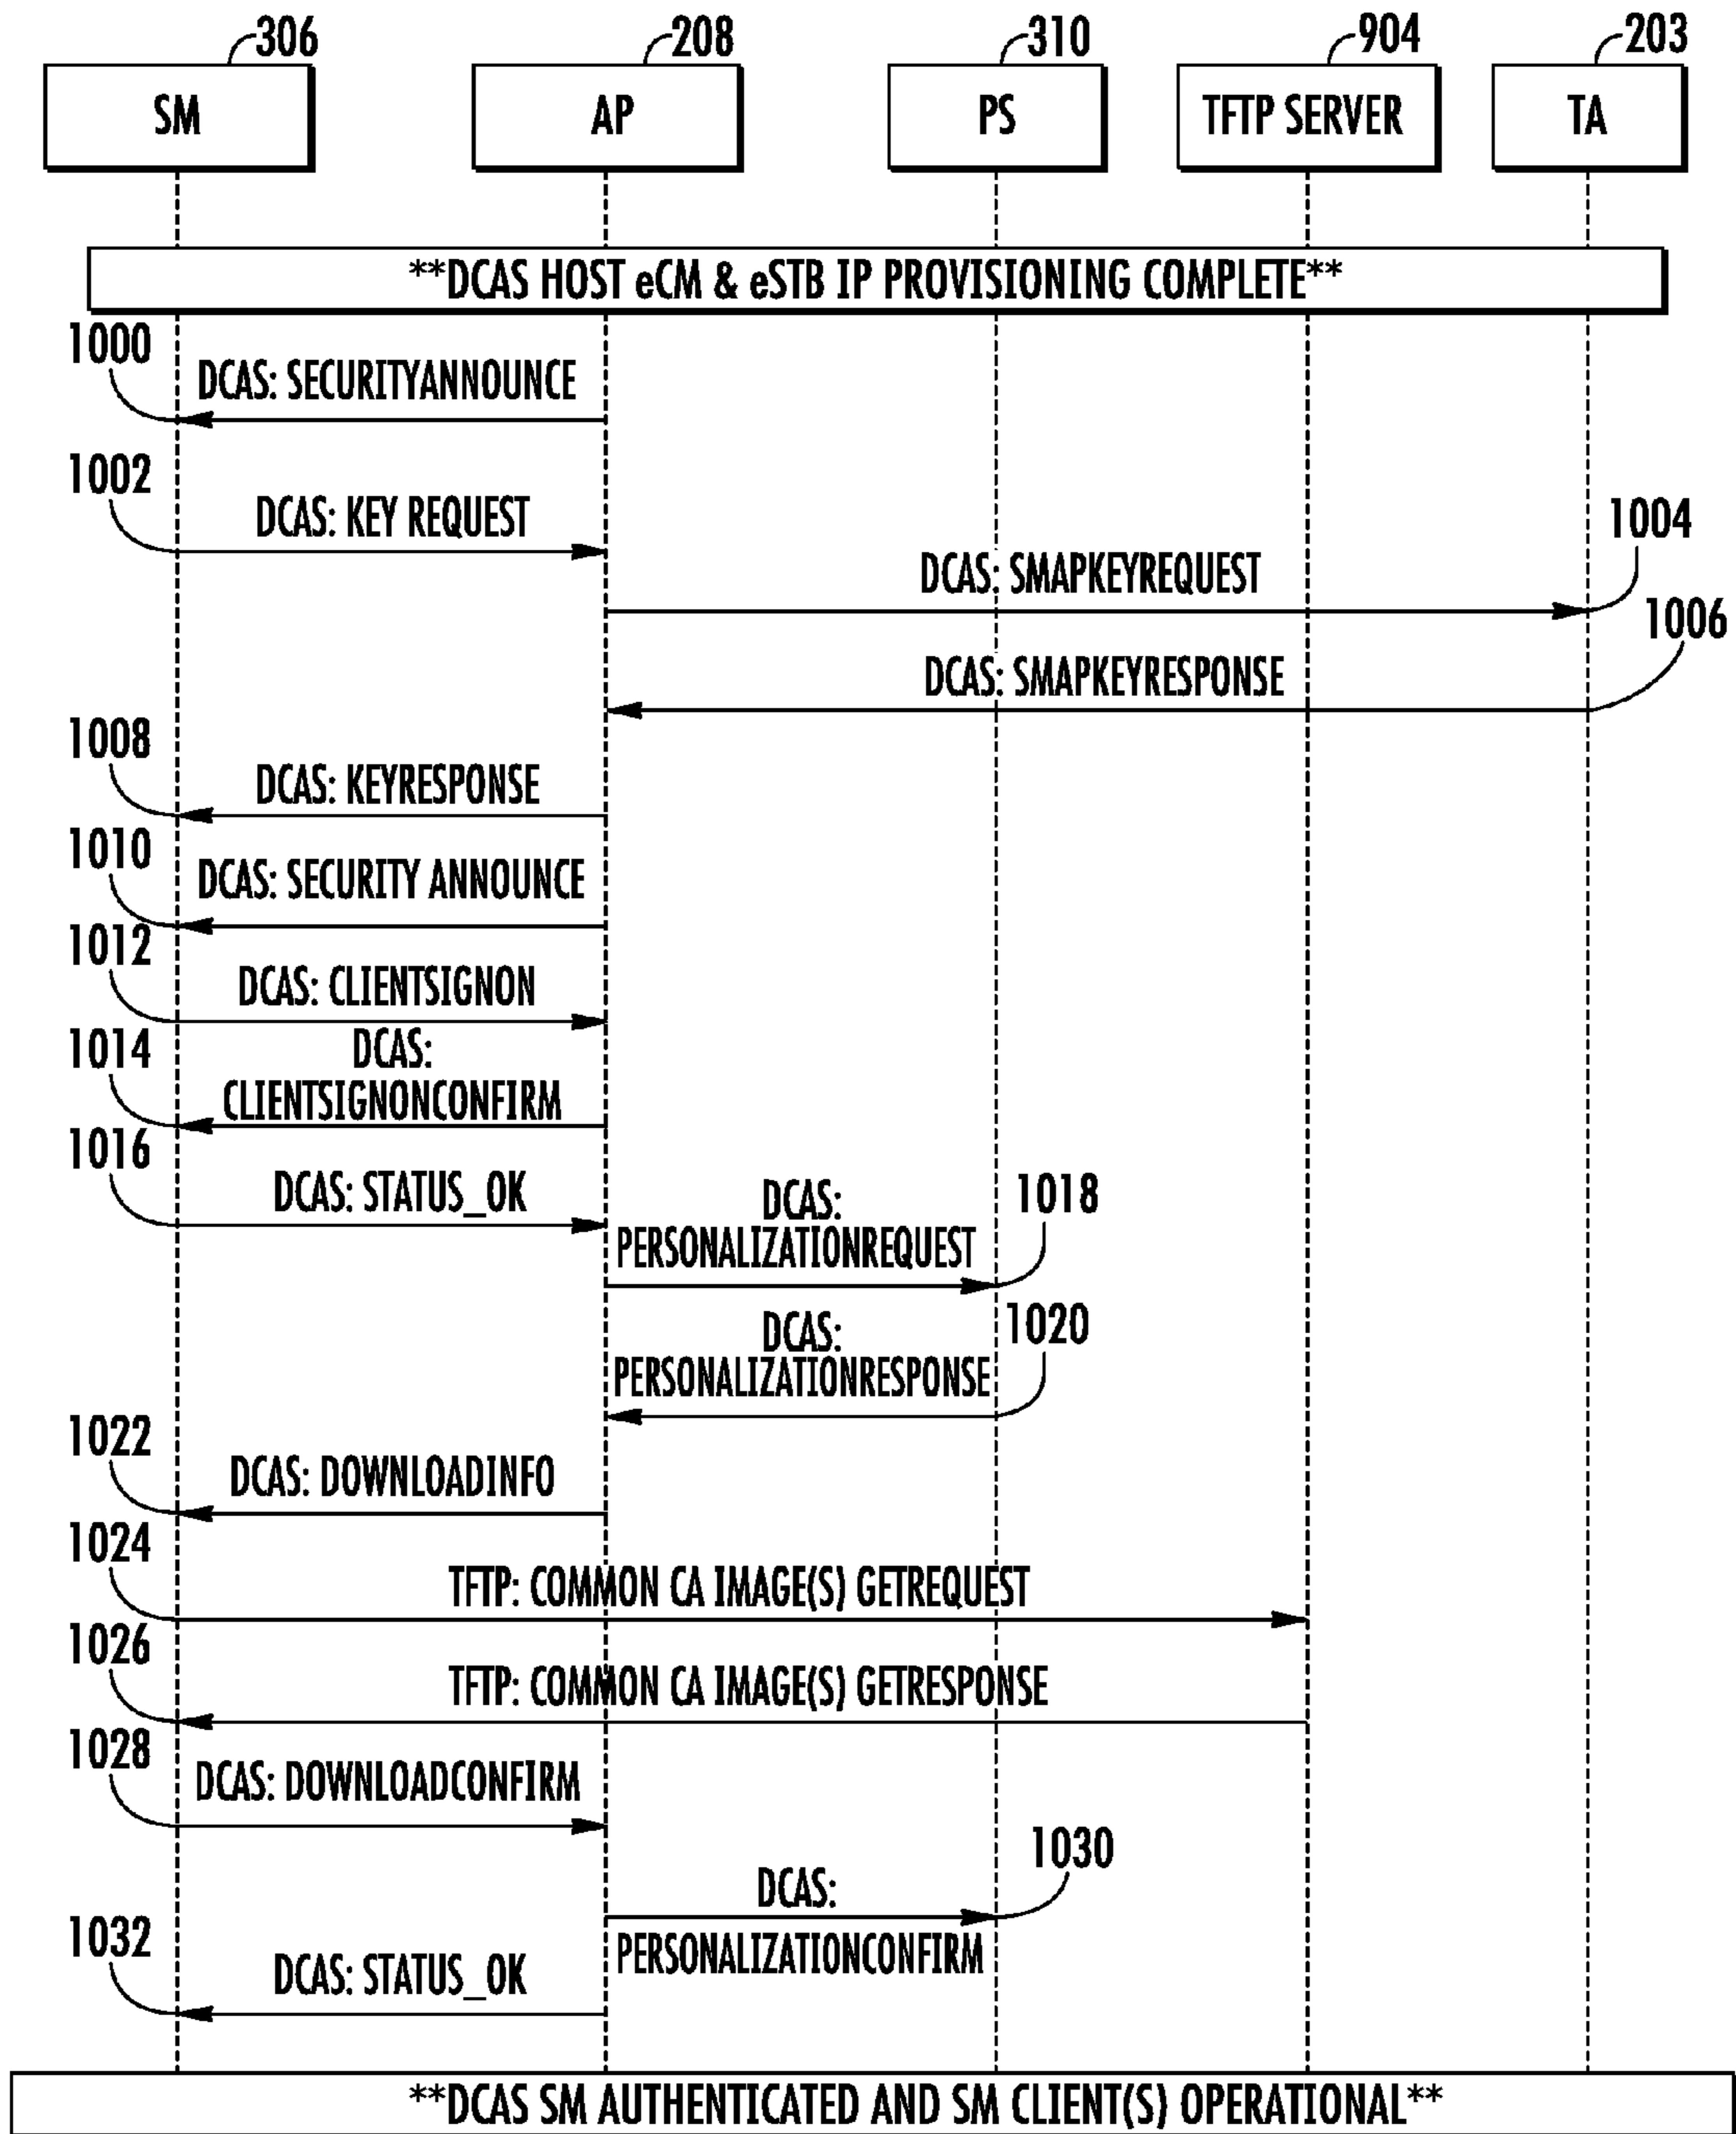 306
208
310
904
203
SM
AP
PS
TFTP SERVER
TA
**DCAS HOST eCM & eSTB IP PROVISIONING COMPLETE**
1000
DCAS: SECURITYANNOUNCE
1002
DCAS: KEY REQUEST
1004
DCAS: SMAPKEYREQUEST
1006
DCAS: SMAPKEYRESPONSE
1008
DCAS: KEYRESPONSE
1010
DCAS: SECURITY ANNOUNCE
1012
DCAS: CLIENTSIGNON
1014
DCAS:
CLIENTSIGNONCONFIRM
1016
DCAS: STATUS_OK
DCAS:
PERSONALIZATIONREQUEST
1018
DCAS:
PERSONALIZATIONRESPONSE
1020
1022
DCAS: DOWNLOADINFO
1024
TFTP: COMMON CA IMAGE(S) GETREQUEST
1026
TFTP: COMMON CA IMAGE(S) GETRESPONSE
1028
DCAS: DOWNLOADCONFIRM
1030
DCAS:
PERSONALIZATIONCONFIRM
1032
DCAS: STATUS_OK
**DCAS SM AUTHENTICATED AND SM CLIENT(S) OPERATIONAL**